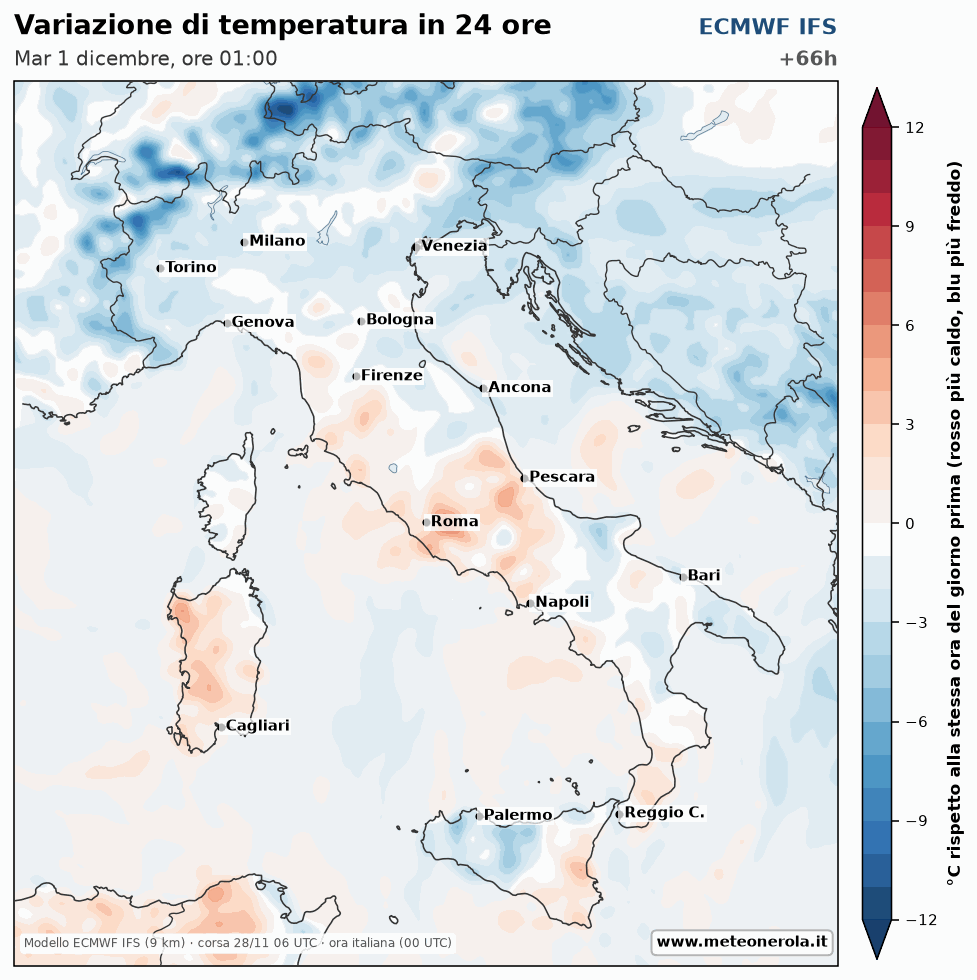 Variazione di temperatura in 24 ore
ECMWF IFS
Mar 1 dicembre, ore 01:00
+66h
Milano
Venezia
Torino
Genova
Bologna
Firenze
Ancona
Pescara
Roma
Bari
Napoli
Cagliari
Palermo
Reggio C.
12
9
6
3
0
−3
−6
−9
−12
°C rispetto alla stessa ora del giorno prima (rosso più caldo, blu più freddo)
Modello ECMWF IFS (9 km) · corsa 28/11 06 UTC · ora italiana (00 UTC)
www.meteonerola.it